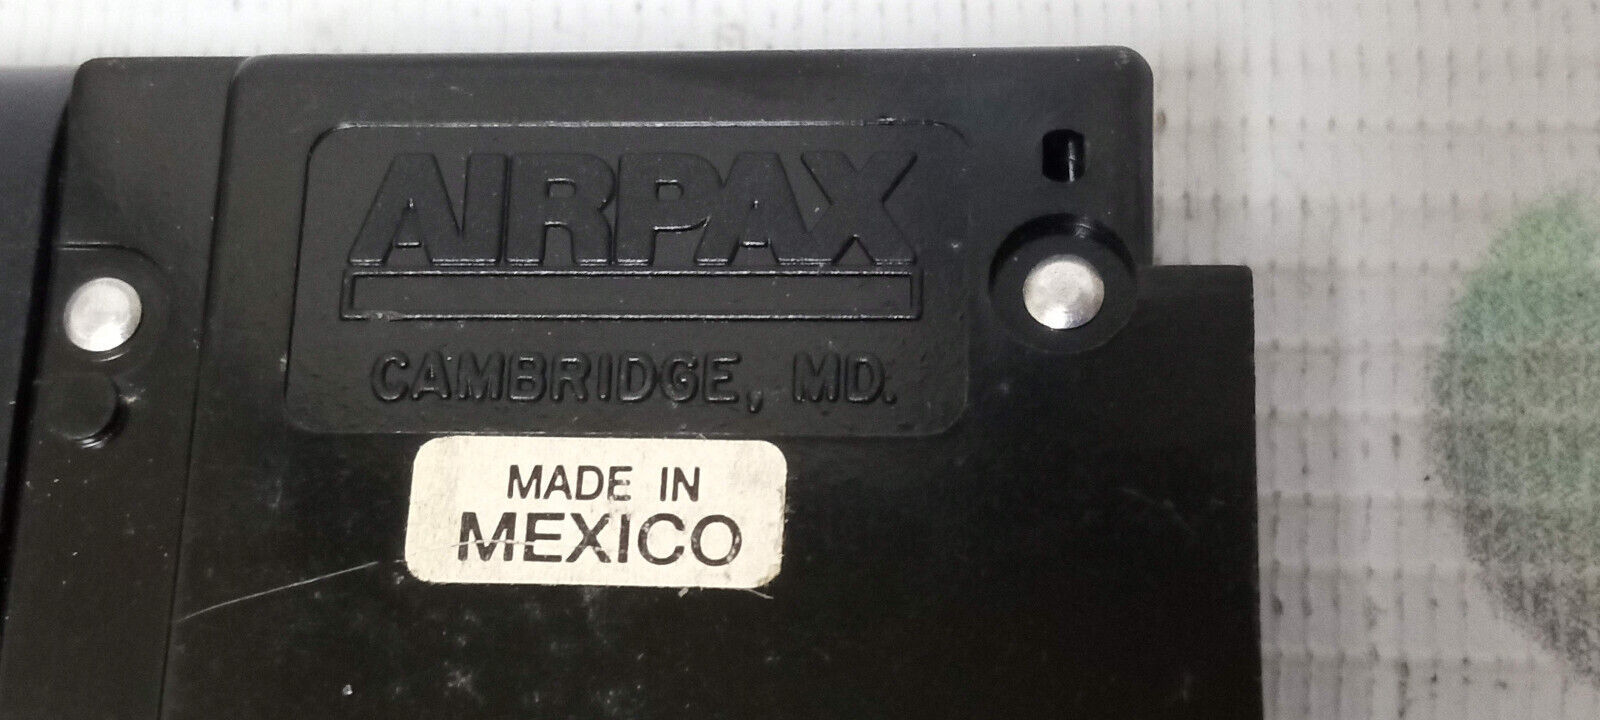 AIRPAX
CAMBRIDGE, MD.
MADE IN
MEXICO